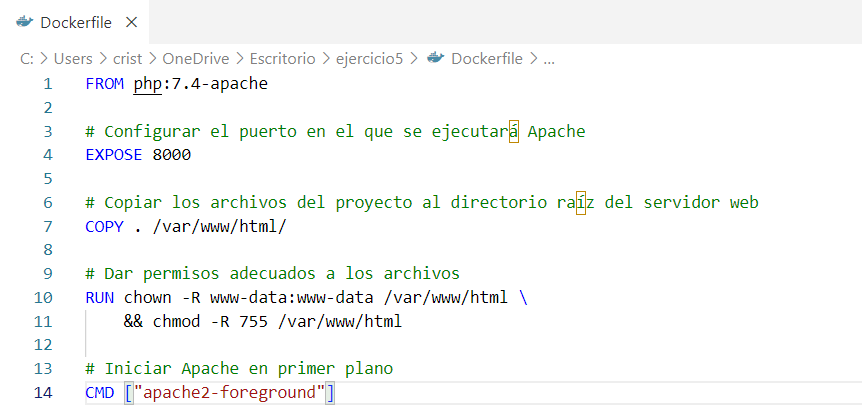 Dockerfile ×
C: > Users > crist > OneDrive > Escritorio > ejercicio5 > Dockerfile > ...
1 FROM php:7.4-apache
2
3 # Configurar el puerto en el que se ejecutará Apache
4 EXPOSE 8000
5
6 # Copiar los archivos del proyecto al directorio raíz del servidor web
7 COPY . /var/www/html/
8
9 # Dar permisos adecuados a los archivos
10 RUN chown -R www-data:www-data /var/www/html \
11     && chmod -R 755 /var/www/html
12
13 # Iniciar Apache en primer plano
14 CMD ["apache2-foreground"]